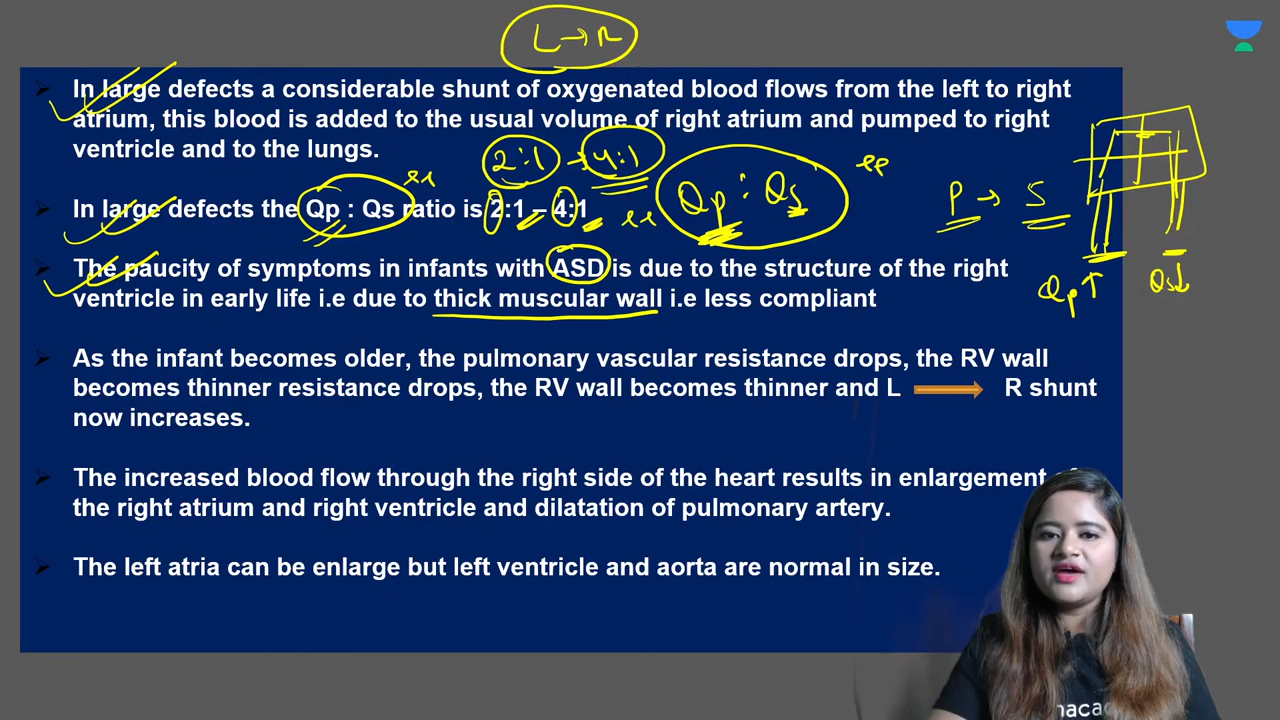 L → R
In large defects a considerable shunt of oxygenated blood flows from the left to right
atrium, this blood is added to the usual volume of right atrium and pumped to right
ventricle and to the lungs.
2:1 → 4:1
Qp : Qs
P → S
In large defects the Qp : Qs ratio is 2:1 – 4:1
The paucity of symptoms in infants with ASD is due to the structure of the right
ventricle in early life i.e due to thick muscular wall i.e less compliant
Qp↑
Qs↓
As the infant becomes older, the pulmonary vascular resistance drops, the RV wall
becomes thinner resistance drops, the RV wall becomes thinner and L R shunt
now increases.
The increased blood flow through the right side of the heart results in enlargement
the right atrium and right ventricle and dilatation of pulmonary artery.
The left atria can be enlarge but left ventricle and aorta are normal in size.